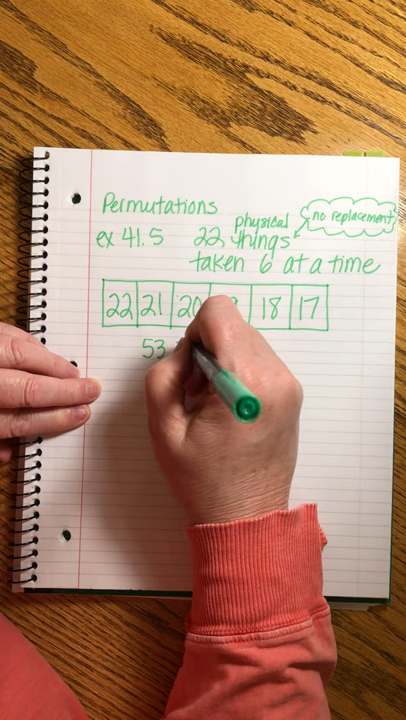 Permutations
no replacement
physical
ex 41.5 22 things
taken 6 at a time
22 21 20 18 17
53